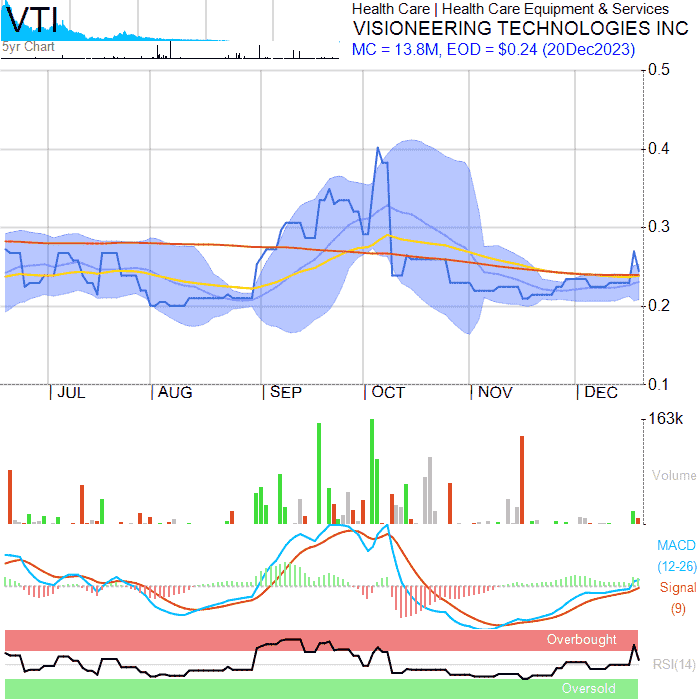 VTI
5yr Chart
Health Care | Health Care Equipment & Services
VISIONEERING TECHNOLOGIES INC
MC = 13.8M, EOD = $0.24 (20Dec2023)
0.5
0.4
0.3
0.2
0.1
JUL AUG SEP OCT NOV DEC
163k
Volume
MACD
(12-26)
Signal
(9)
Overbought
RSI(14)
Oversold